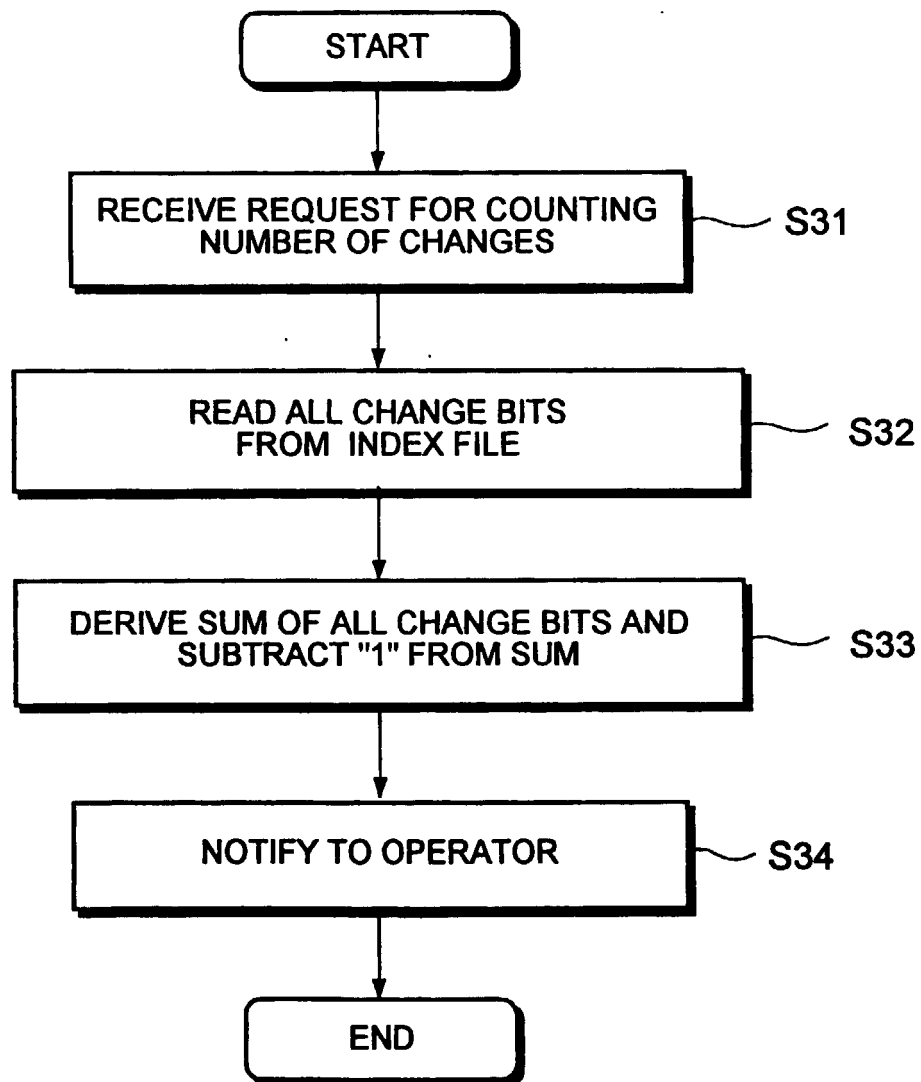 START
RECEIVE REQUEST FOR COUNTING
NUMBER OF CHANGES
S31
READ ALL CHANGE BITS
FROM INDEX FILE
S32
DERIVE SUM OF ALL CHANGE BITS AND
SUBTRACT "1" FROM SUM
S33
NOTIFY TO OPERATOR
S34
END